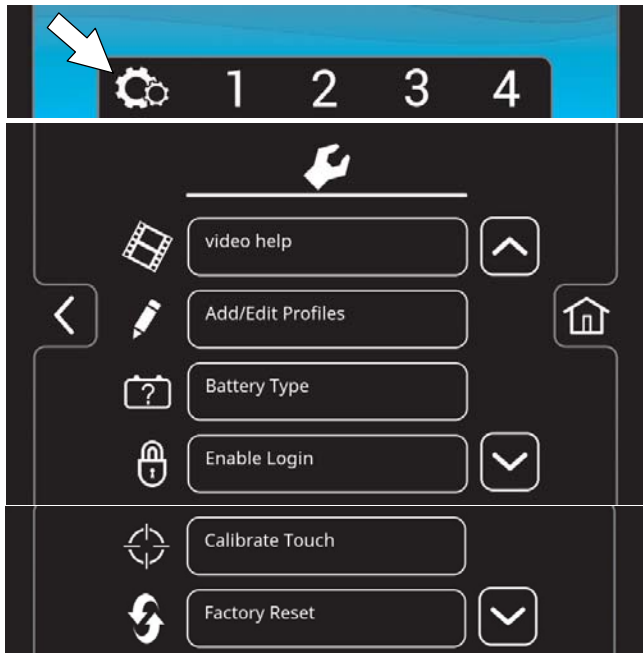 1 2 3 4
video help
Add/Edit Profiles
?
Battery Type
Enable Login
Calibrate Touch
Factory Reset